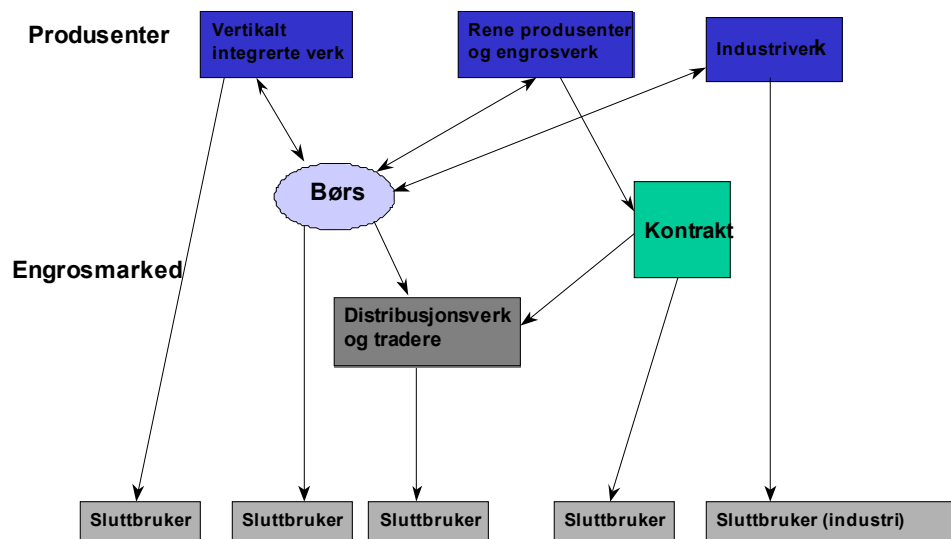 Produsenter
Vertikalt
integrerte verk
Rene produsenter
og engrosverk
Industriverk
Børs
Kontrakt
Engrosmarked
Distribusjonsverk
og tradere
Sluttbruker
Sluttbruker
Sluttbruker
Sluttbruker
Sluttbruker (industri)